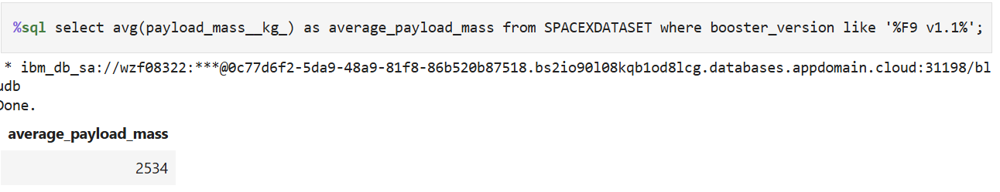 %sql select avg(payload_mass__kg_) as average_payload_mass from SPACEXDATASET where booster_version like '%F9 v1.1%';
* ibm_db_sa://wzf08322:***@0c77d6f2-5da9-48a9-81f8-86b520b87518.bs2io90l08kqb1od8lcg.databases.appdomain.cloud:31198/bl
udb
Done.
average_payload_mass
2534